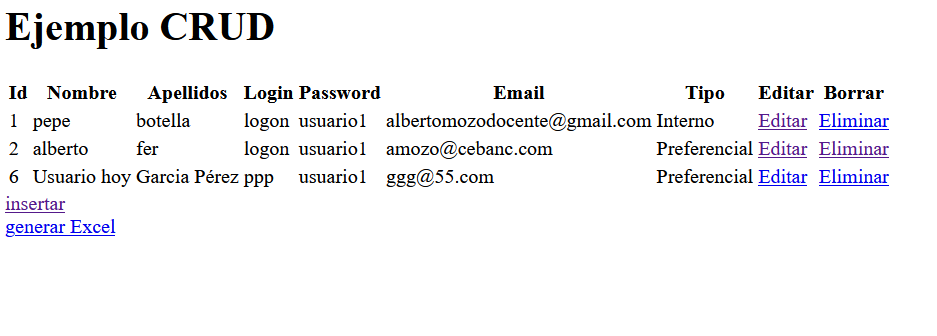 Ejemplo CRUD
Id Nombre Apellidos Login Password Email Tipo Editar Borrar
1 pepe botella logon usuario1 albertomozodocente@gmail.com Interno Editar Eliminar
2 alberto fer logon usuario1 amozo@cebanc.com Preferencial Editar Eliminar
6 Usuario hoy Garcia Pérez ppp usuario1 ggg@55.com Preferencial Editar Eliminar
insertar
generar Excel